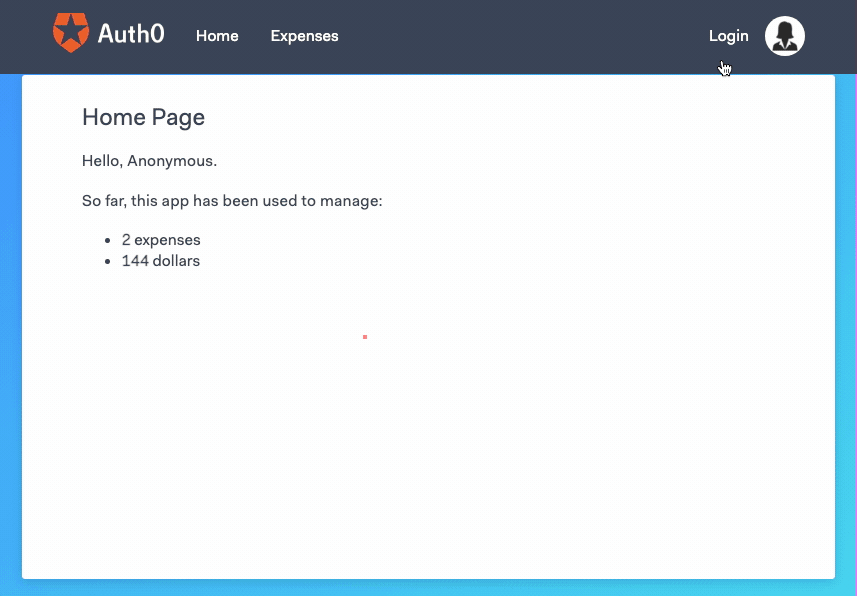 Auth0 Home Expenses Login
Home Page
Hello, Anonymous.
So far, this app has been used to manage:
2 expenses
144 dollars